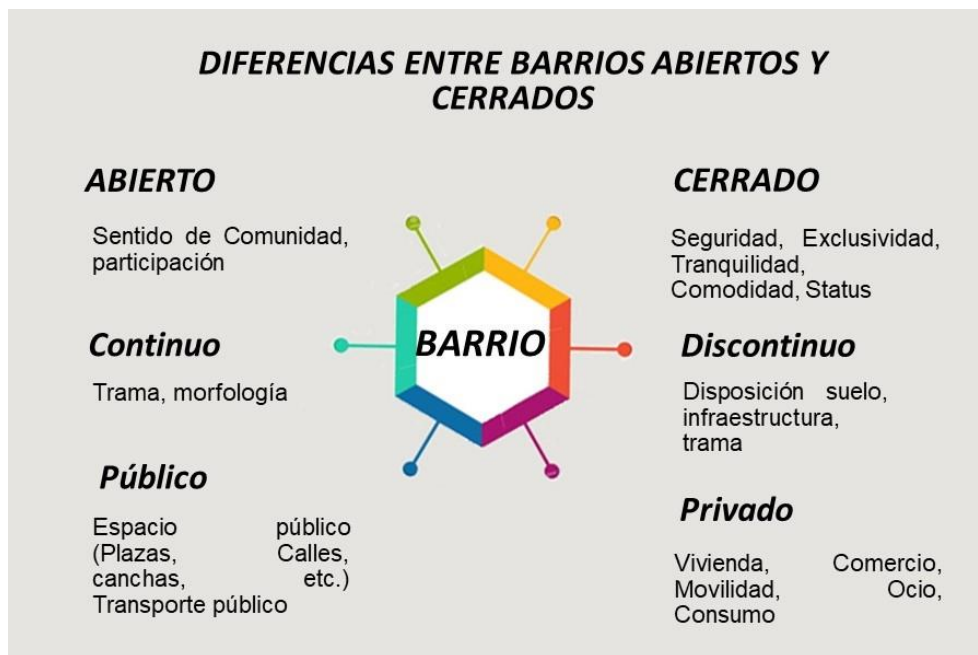 DIFERENCIAS ENTRE BARRIOS ABIERTOS Y
CERRADOS
ABIERTO
Sentido de Comunidad,
participación
Continuo
Trama, morfología
Público
Espacio público
(Plazas, Calles,
canchas, etc.)
Transporte público
BARRIO
CERRADO
Seguridad, Exclusividad,
Tranquilidad,
Comodidad, Status
Discontinuo
Disposición suelo,
infraestructura,
trama
Privado
Vivienda, Comercio,
Movilidad, Ocio,
Consumo